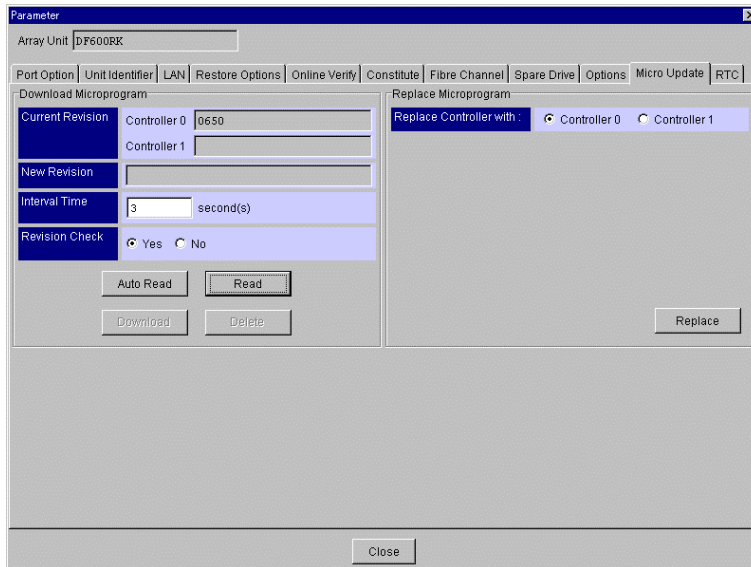 Parameter
Array Unit DF600RK
Port Option Unit Identifier LAN Restore Options Online Verify Constitute Fibre Channel Spare Drive Options Micro Update RTC
Download Microprogram
Current Revision
Controller 0 0650
Controller 1
New Revision
Interval Time
3 second(s)
Revision Check
Yes No
Auto Read Read
Download Delete
Replace Microprogram
Replace Controller with : Controller 0 Controller 1
Replace
Close